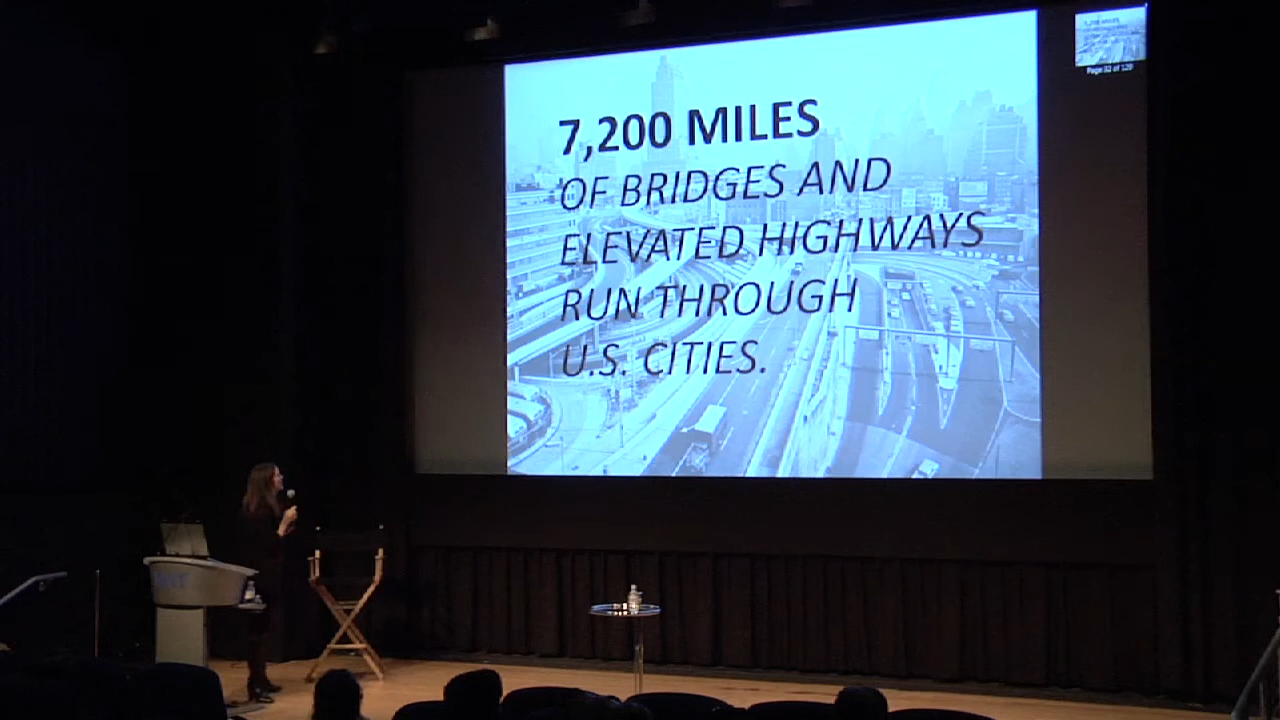 7,200 MILES
OF BRIDGES AND
ELEVATED HIGHWAYS
RUN THROUGH
U.S. CITIES.